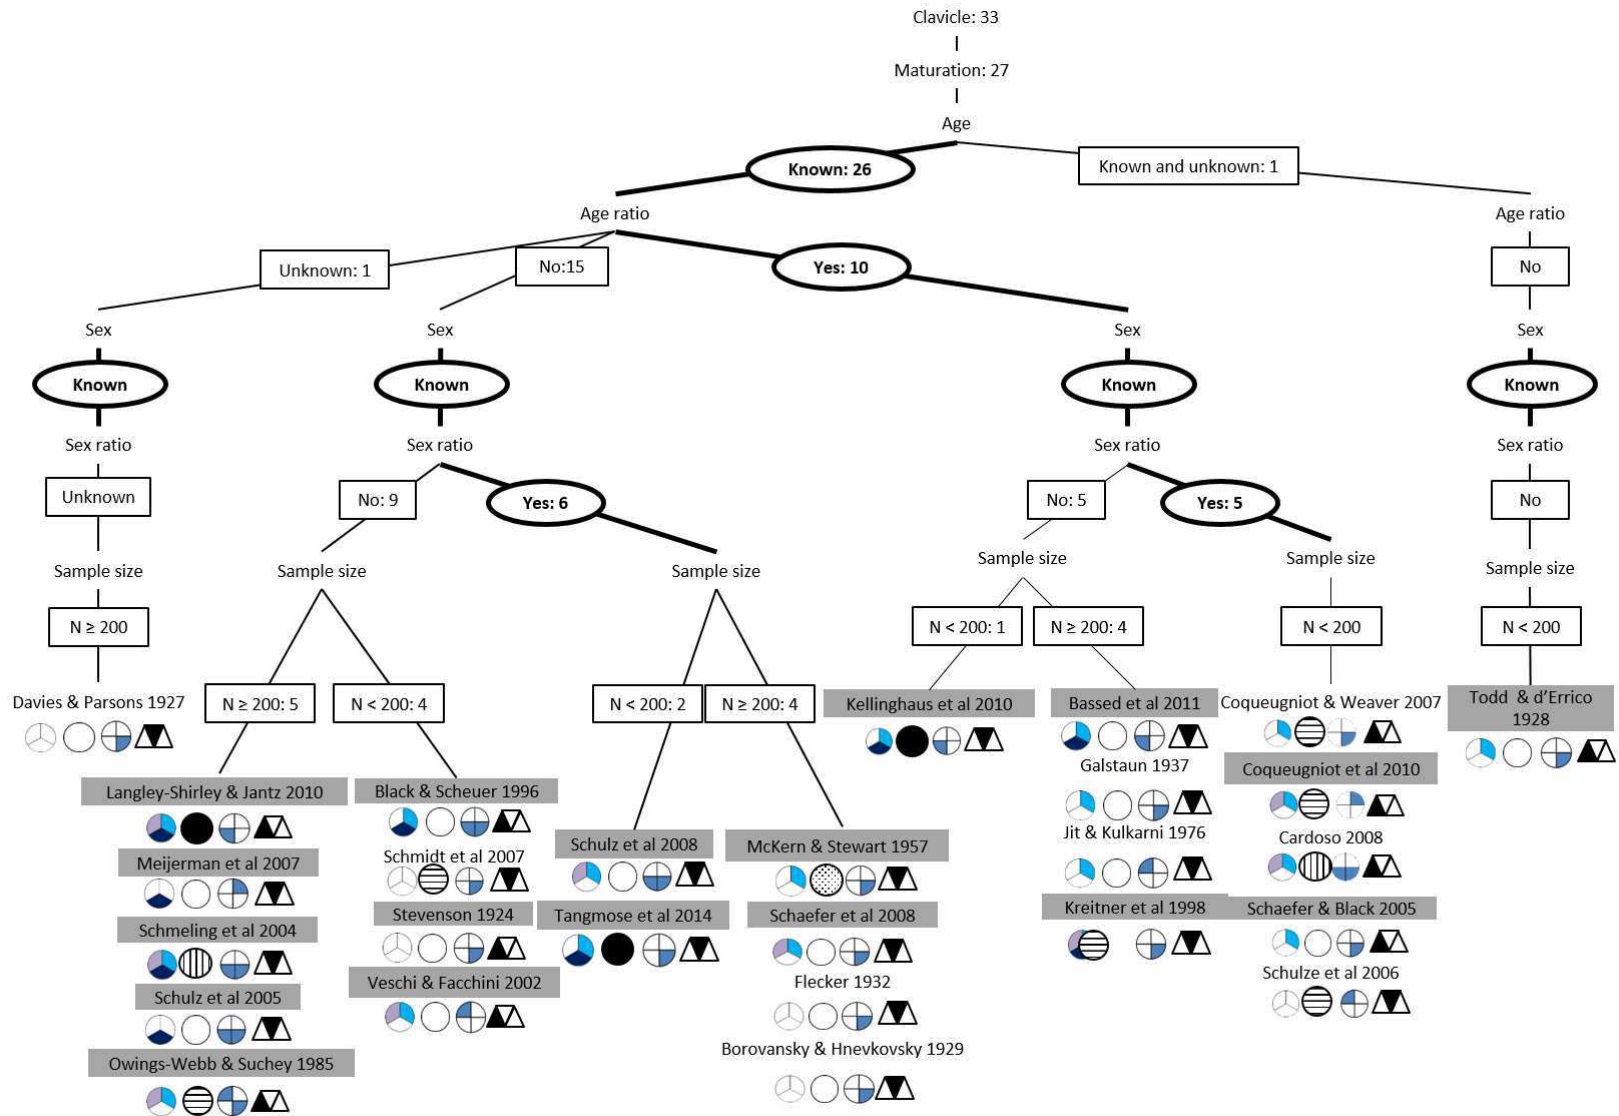 Clavicle: 33
Maturation: 27
Age
Known: 26
Known and unknown: 1
Age ratio
Age ratio
Unknown: 1
No:15
Yes: 10
No
Sex
Sex
Sex
Sex
Known
Known
Known
Known
Sex ratio
Sex ratio
Sex ratio
Sex ratio
Unknown
No: 9
Yes: 6
No: 5
Yes: 5
No
Sample size
Sample size
Sample size
Sample size
Sample size
Sample size
N ≥ 200
N < 200: 1
N ≥ 200: 4
N < 200
N < 200
Davies & Parsons 1927
N ≥ 200: 5
N < 200: 4
N < 200: 2
N ≥ 200: 4
Kellinghaus et al 2010
Bassed et al 2011
Coqueugniot & Weaver 2007
Todd & d’Errico
1928
Langley-Shirley & Jantz 2010
Black & Scheuer 1996
Galstaun 1937
Coqueugniot et al 2010
Meijerman et al 2007
Schmidt et al 2007
Schulz et al 2008
McKern & Stewart 1957
Jit & Kulkarni 1976
Cardoso 2008
Schmeling et al 2004
Stevenson 1924
Tangmose et al 2014
Schaefer et al 2008
Kreitner et al 1998
Schaefer & Black 2005
Schulz et al 2005
Veschi & Facchini 2002
Flecker 1932
Schulze et al 2006
Owings-Webb & Suchey 1985
Borovansky & Hnevkovsky 1929